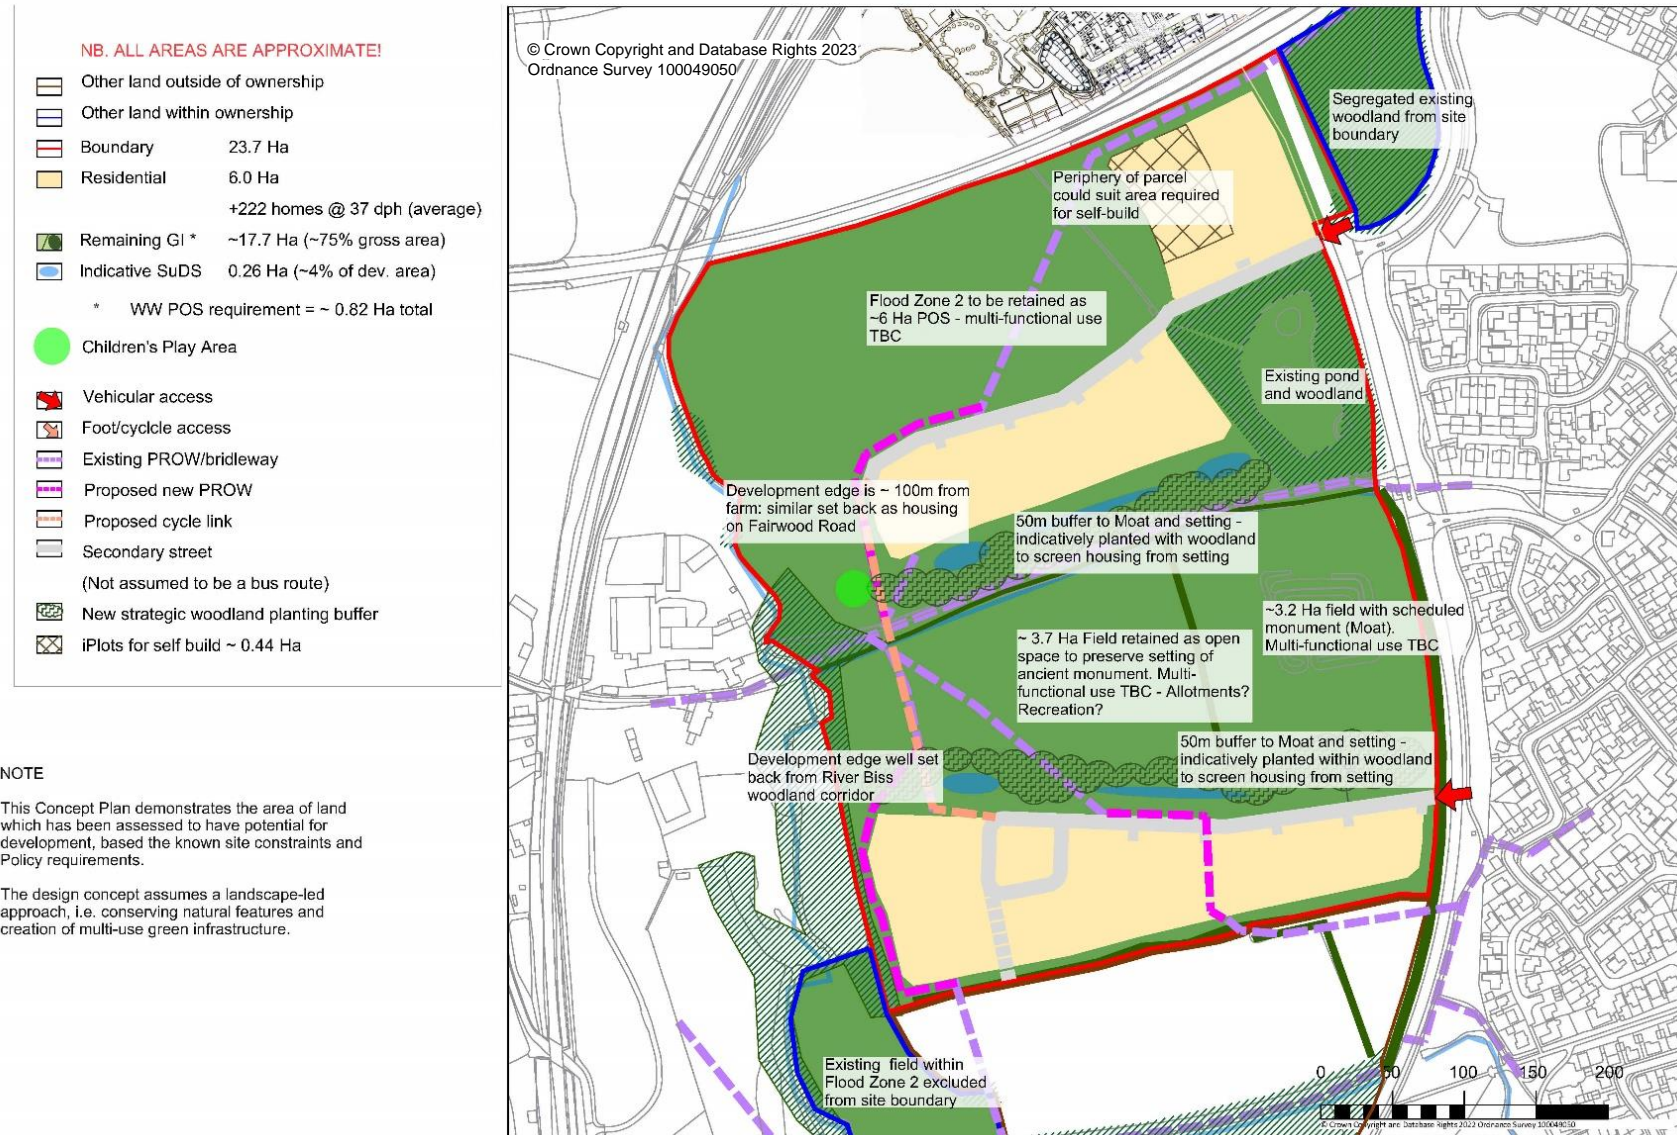 NB. ALL AREAS ARE APPROXIMATE!
Other land outside of ownership
Other land within ownership
Boundary 23.7 Ha
Residential 6.0 Ha
+222 homes @ 37 dph (average)
Remaining GI * ~17.7 Ha (~75% gross area)
Indicative SuDS 0.26 Ha (~4% of dev. area)
* WW POS requirement = ~ 0.82 Ha total
Children's Play Area
Vehicular access
Foot/cyclcle access
Existing PROW/bridleway
Proposed new PROW
Proposed cycle link
Secondary street
(Not assumed to be a bus route)
New strategic woodland planting buffer
iPlots for self build ~ 0.44 Ha
NOTE
This Concept Plan demonstrates the area of land
which has been assessed to have potential for
development, based the known site constraints and
Policy requirements.
The design concept assumes a landscape-led
approach, i.e. conserving natural features and
creation of multi-use green infrastructure.
© Crown Copyright and Database Rights 2023
Ordnance Survey 100049050
Segregated existing
woodland from site
boundary
Periphery of parcel
could suit area required
for self-build
Flood Zone 2 to be retained as
~6 Ha POS - multi-functional use
TBC
Existing pond
and woodland
Development edge is ~ 100m from
farm: similar set back as housing
on Fairwood Road
50m buffer to Moat and setting -
indicatively planted with woodland
to screen housing from setting
~3.2 Ha field with scheduled
monument (Moat).
Multi-functional use TBC
~ 3.7 Ha Field retained as open
space to preserve setting of
ancient monument. Multi-
functional use TBC - Allotments?
Recreation?
50m buffer to Moat and setting -
indicatively planted within woodland
to screen housing from setting
Development edge well set
back from River Biss
woodland corridor
Existing field within
Flood Zone 2 excluded
from site boundary
0 50 100 150 200
© Crown Copyright and Database Rights 2022 Ordnance Survey 100049050